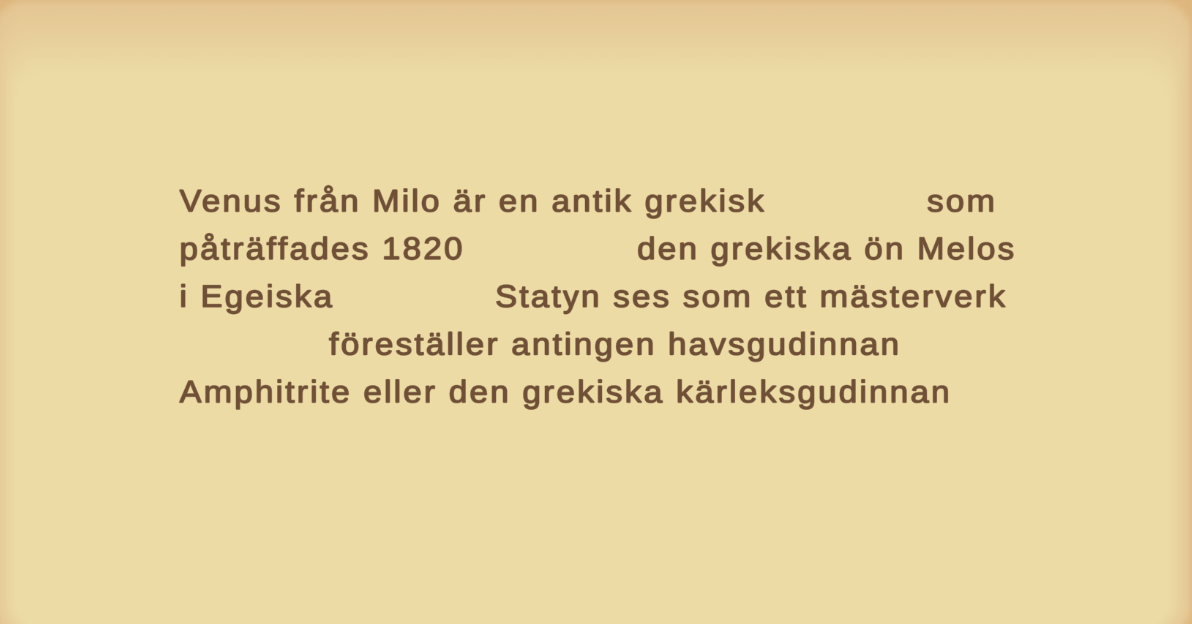 Venus från Milo är en antik grekisk som
påträffades 1820 den grekiska ön Melos
i Egeiska Statyn ses som ett mästerverk
föreställer antingen havsgudinnan
Amphitrite eller den grekiska kärleksgudinnan